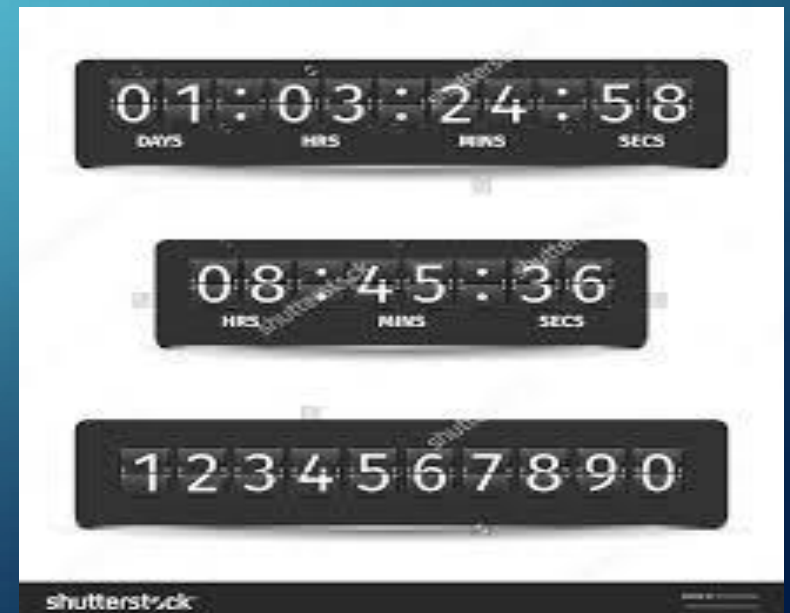 01:03:24:58
DAYS HRS MINS SECS
08:45:36
HRS MINS SECS
1234567890
shutterstock